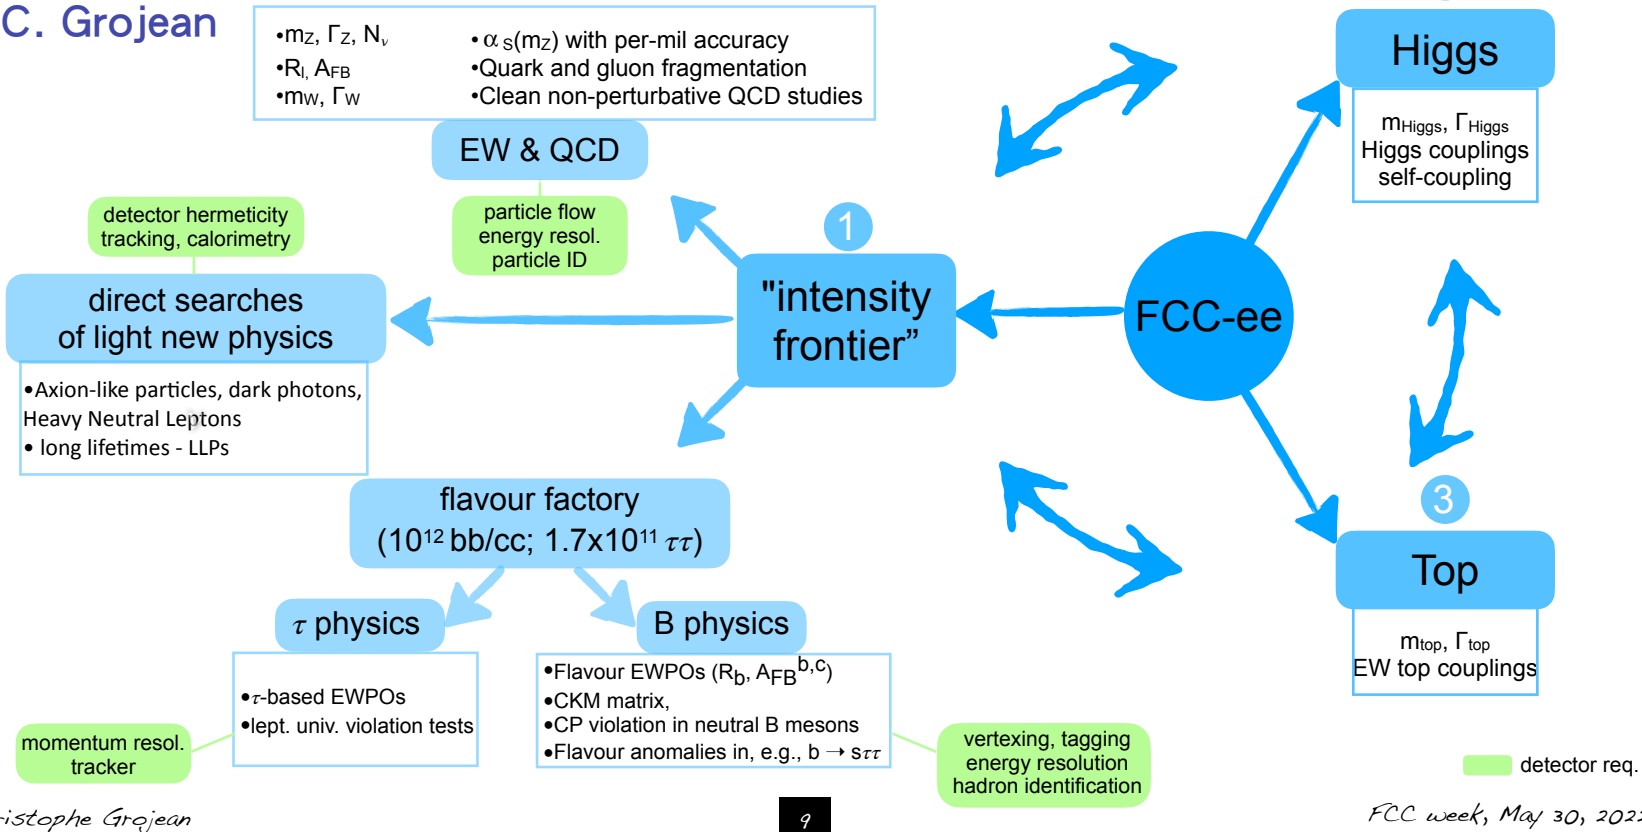 C. Grojean
•mZ, ΓZ, Nν
•Rl, AFB
•mW, ΓW
•αS(mZ) with per-mil accuracy
•Quark and gluon fragmentation
•Clean non-perturbative QCD studies
EW & QCD
particle flow
energy resol.
particle ID
detector hermeticity
tracking, calorimetry
direct searches
of light new physics
•Axion-like particles, dark photons,
Heavy Neutral Leptons
• long lifetimes - LLPs
1
"intensity
frontier”
FCC-ee
Higgs
mHiggs, ΓHiggs
Higgs couplings
self-coupling
3
Top
mtop, Γtop
EW top couplings
flavour factory
(10¹² bb/cc; 1.7x10¹¹ ττ)
τ physics
•τ-based EWPOs
•lept. univ. violation tests
momentum resol.
tracker
B physics
•Flavour EWPOs (Rb, AFBb,c)
•CKM matrix,
•CP violation in neutral B mesons
•Flavour anomalies in, e.g., b → sττ
vertexing, tagging
energy resolution
hadron identification
detector req.
ristophe Grojean
9
FCC week, May 30, 202